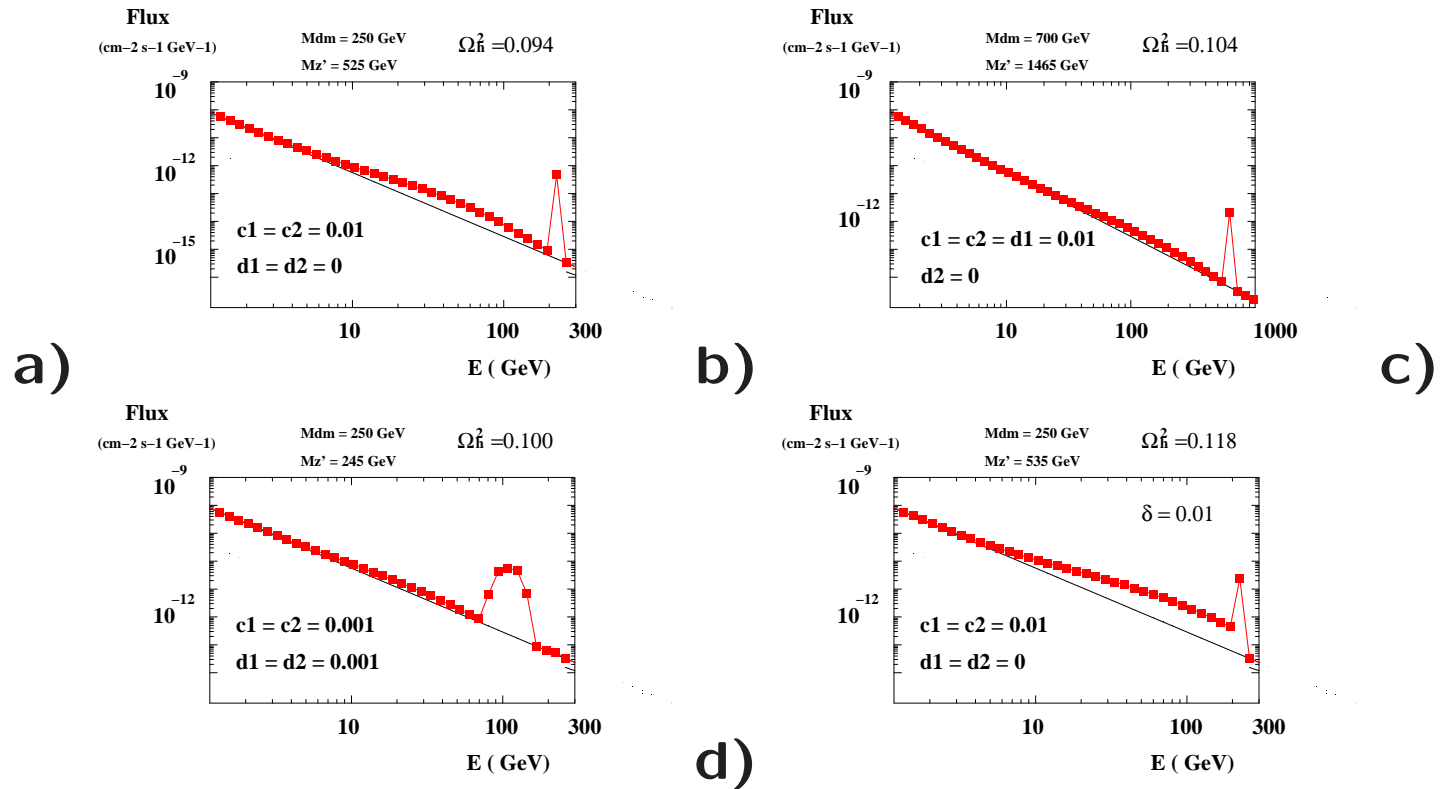 Flux
(cm−2 s−1 GeV−1)
Mdm = 250 GeV
Mz' = 525 GeV
Ωh² =0.094
10⁻⁹
10⁻¹²
10⁻¹⁵
c1 = c2 = 0.01
d1 = d2 = 0
10
100
300
E ( GeV)
a)
Flux
(cm−2 s−1 GeV−1)
Mdm = 700 GeV
Mz' = 1465 GeV
Ωh² =0.104
10⁻⁹
10⁻¹²
c1 = c2 = d1 = 0.01
d2 = 0
10
100
1000
E ( GeV)
b)
c)
Flux
(cm−2 s−1 GeV−1)
Mdm = 250 GeV
Mz' = 245 GeV
Ωh² =0.100
10⁻⁹
10⁻¹²
c1 = c2 = 0.001
d1 = d2 = 0.001
10
100
300
E ( GeV)
Flux
(cm−2 s−1 GeV−1)
Mdm = 250 GeV
Mz' = 535 GeV
Ωh² =0.118
10⁻⁹
δ = 0.01
10⁻¹²
c1 = c2 = 0.01
d1 = d2 = 0
10
100
300
E ( GeV)
d)